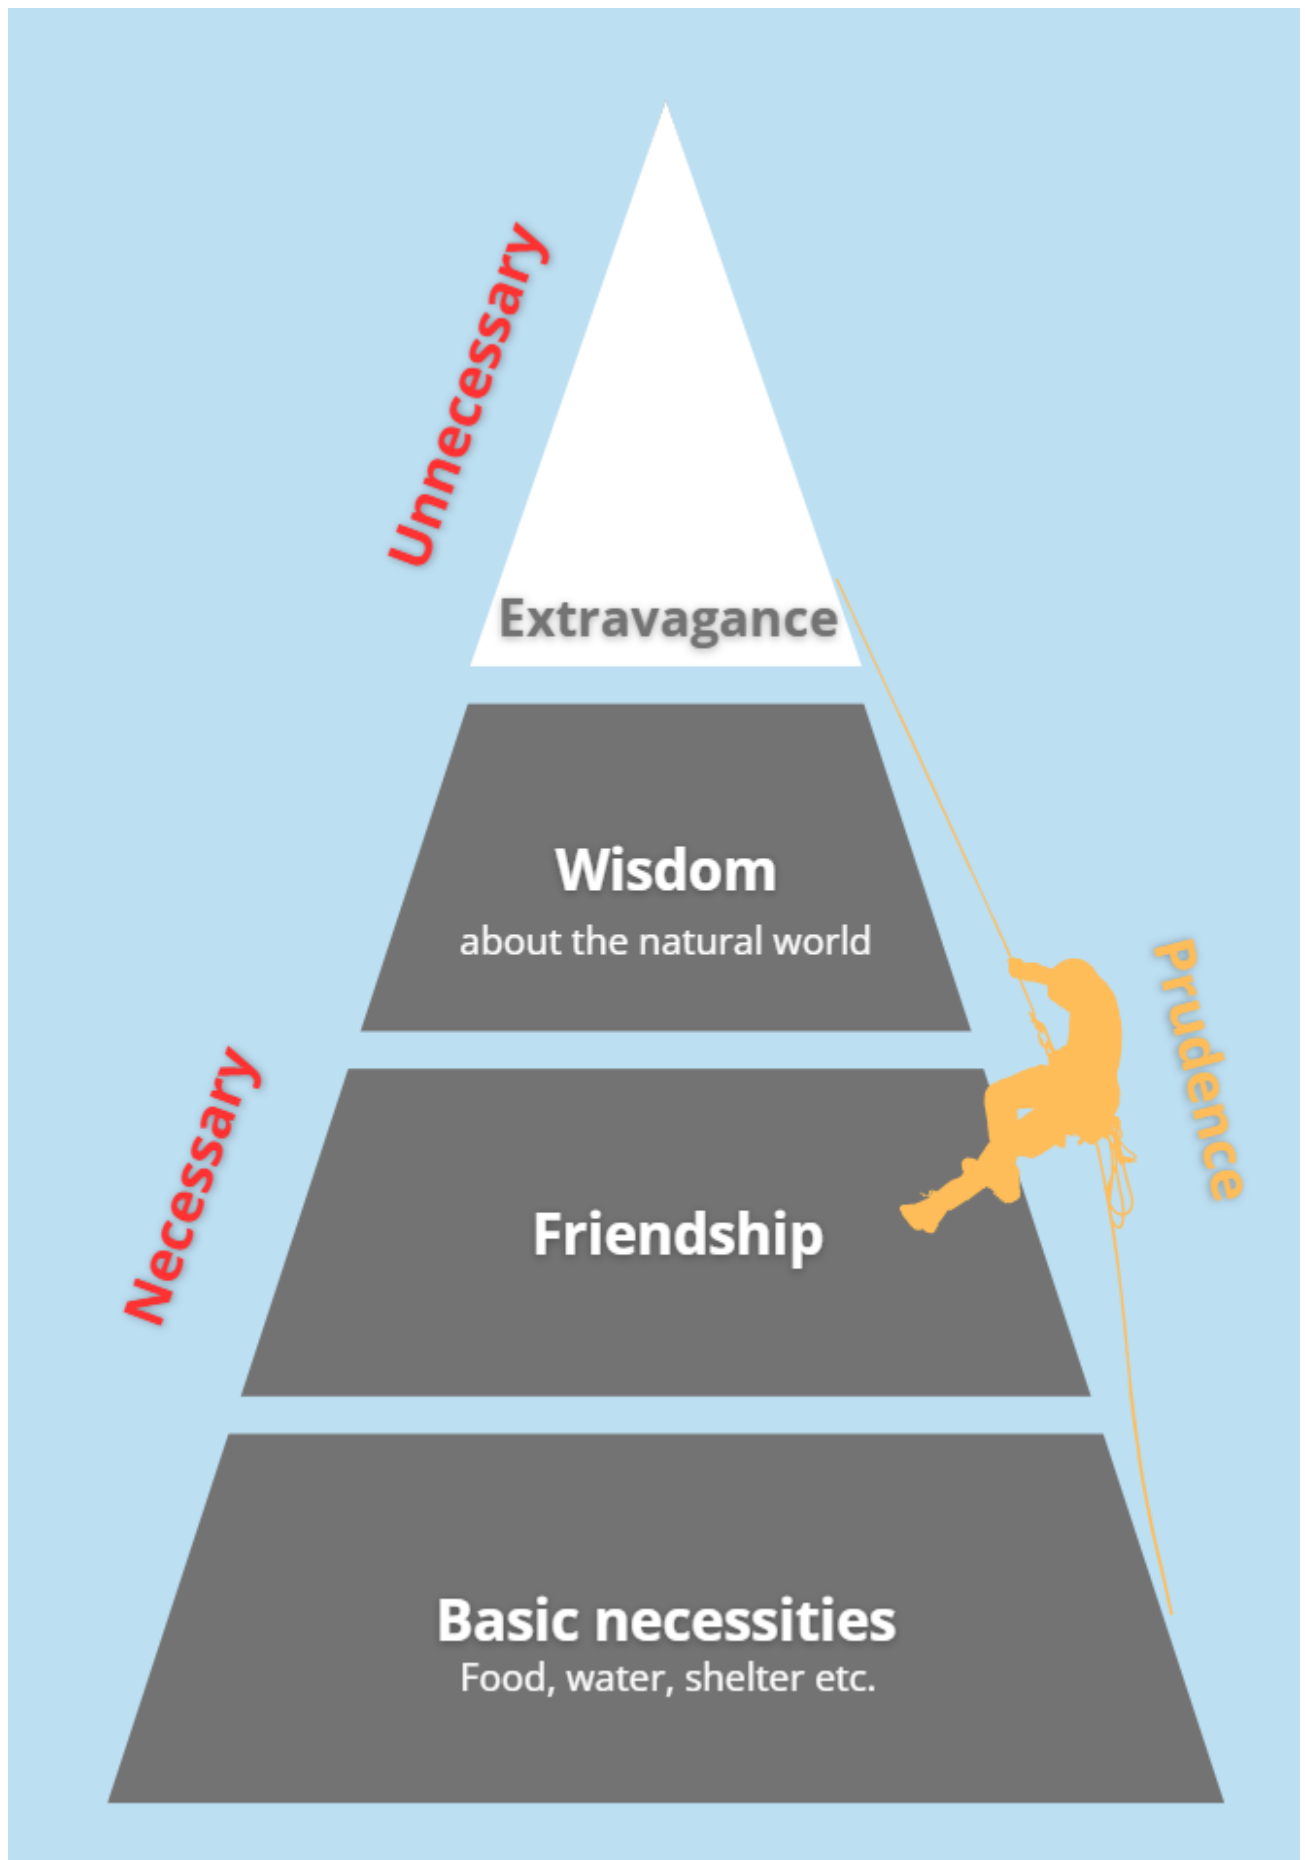 Unnecessary
Extravagance
Wisdom
about the natural world
Prudence
Necessary
Friendship
Basic necessities
Food, water, shelter etc.